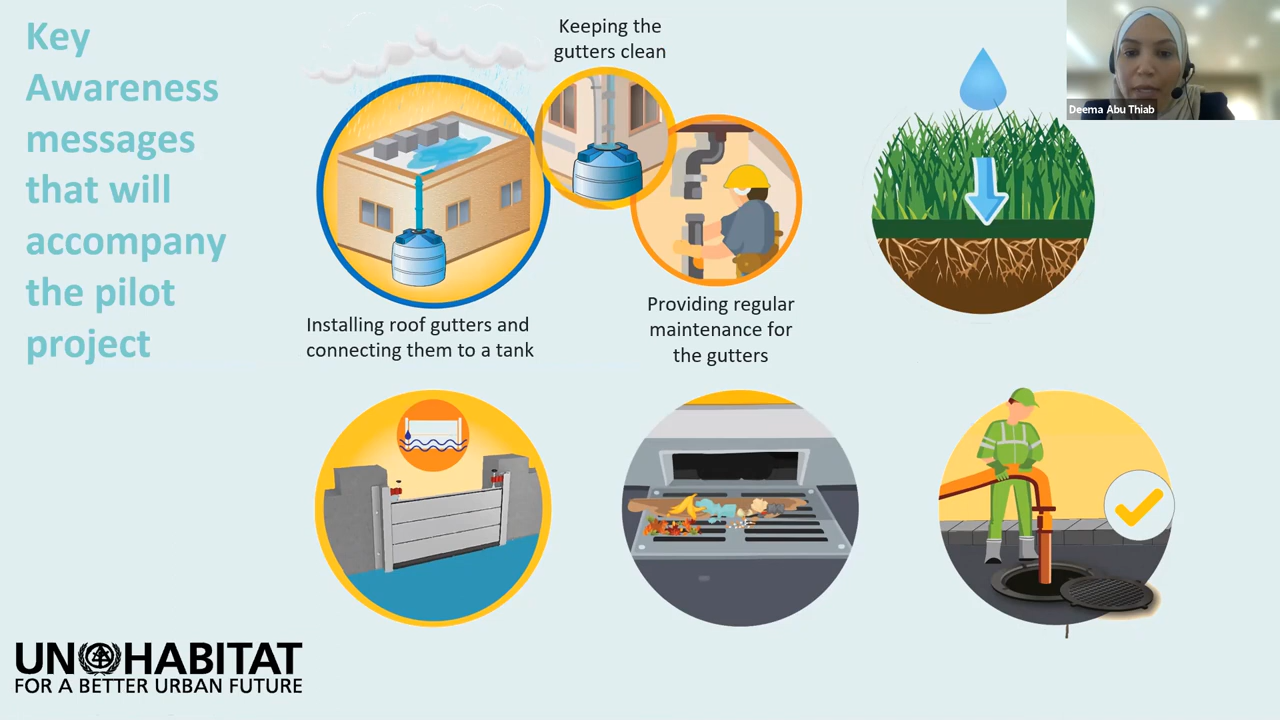 Key
Awareness
messages
that will
accompany
the pilot
project
Keeping the
gutters clean
Deema Abu Thiab
Installing roof gutters and
connecting them to a tank
Providing regular
maintenance for
the gutters
UN HABITAT
FOR A BETTER URBAN FUTURE